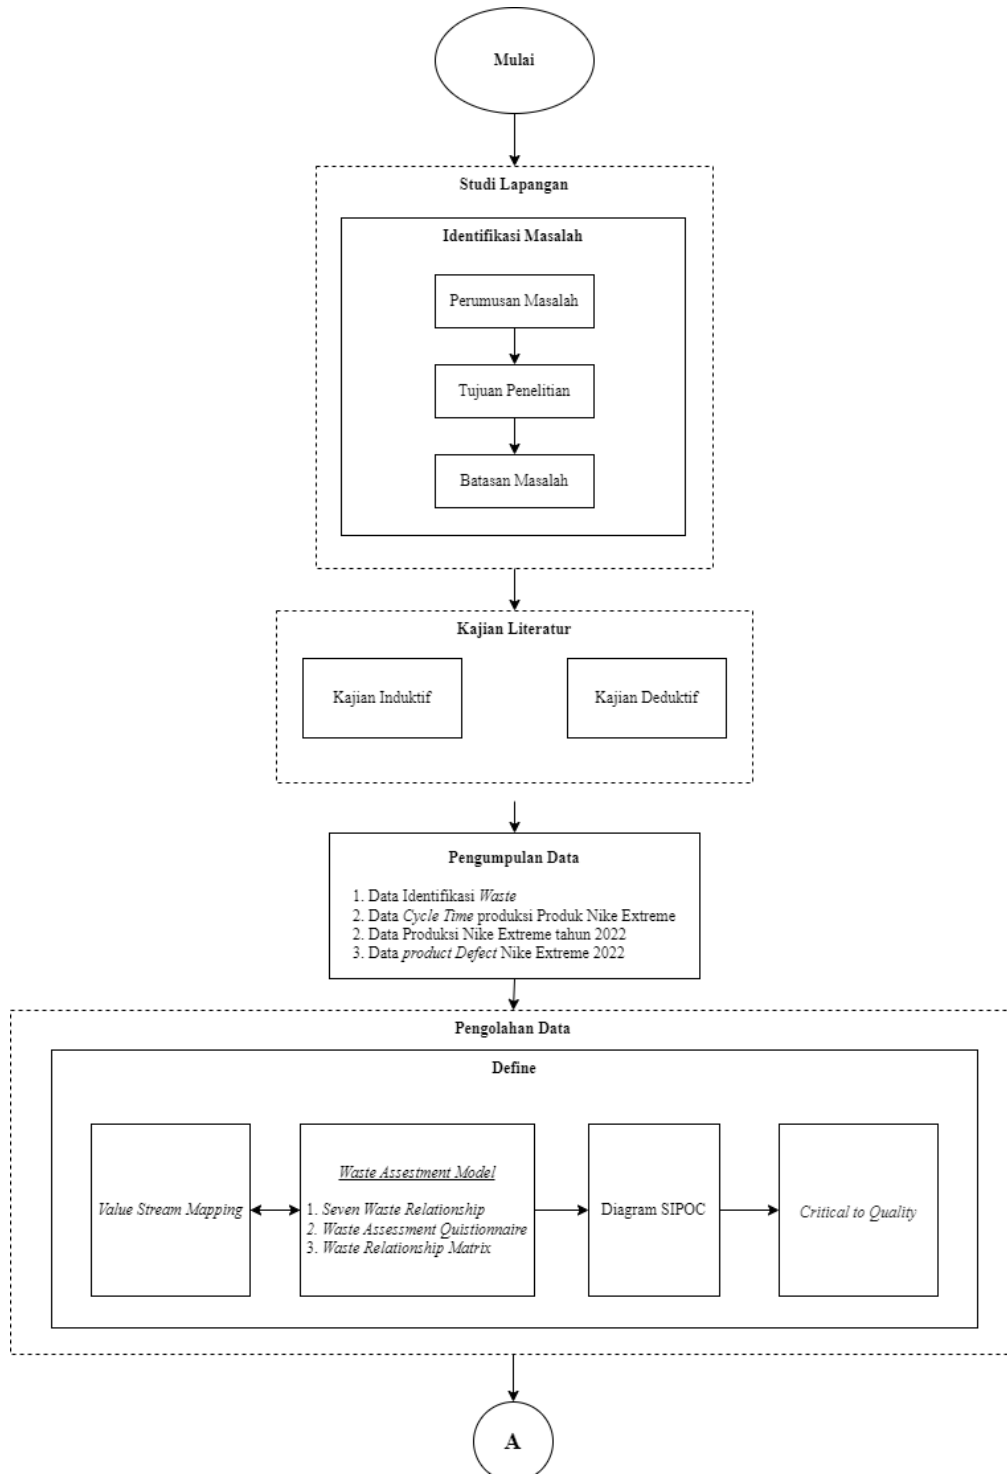 Mulai
Studi Lapangan
Identifikasi Masalah
Perumusan Masalah
Tujuan Penelitian
Batasan Masalah
Kajian Literatur
Kajian Induktif
Kajian Deduktif
Pengumpulan Data
1. Data Identifikasi Waste
2. Data Cycle Time produksi Produk Nike Extreme
2. Data Produksi Nike Extreme tahun 2022
3. Data product Defect Nike Extreme 2022
Pengolahan Data
Define
Value Stream Mapping
Waste Assestment Model
1. Seven Waste Relationship
2. Waste Assessment Quistionnaire
3. Waste Relationship Matrix
Diagram SIPOC
Critical to Quality
A